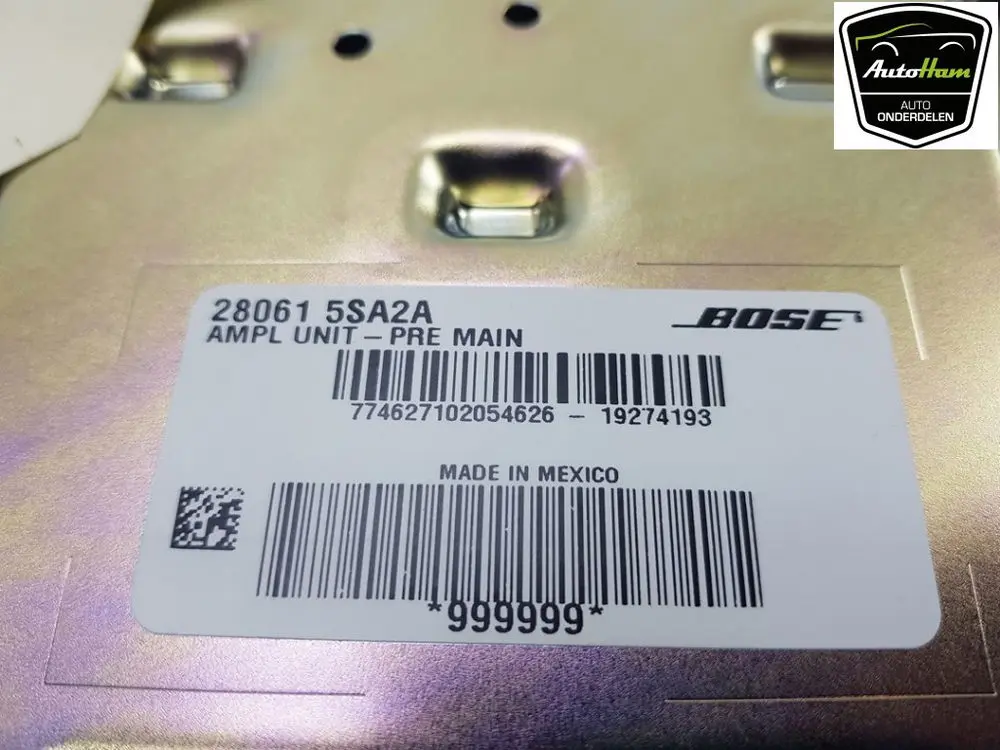 AutoHam
AUTO
ONDERDELEN
28061 5SA2A
BOSE
AMPL UNIT – PRE MAIN
774627102054626 – 19274193
MADE IN MEXICO
*999999*